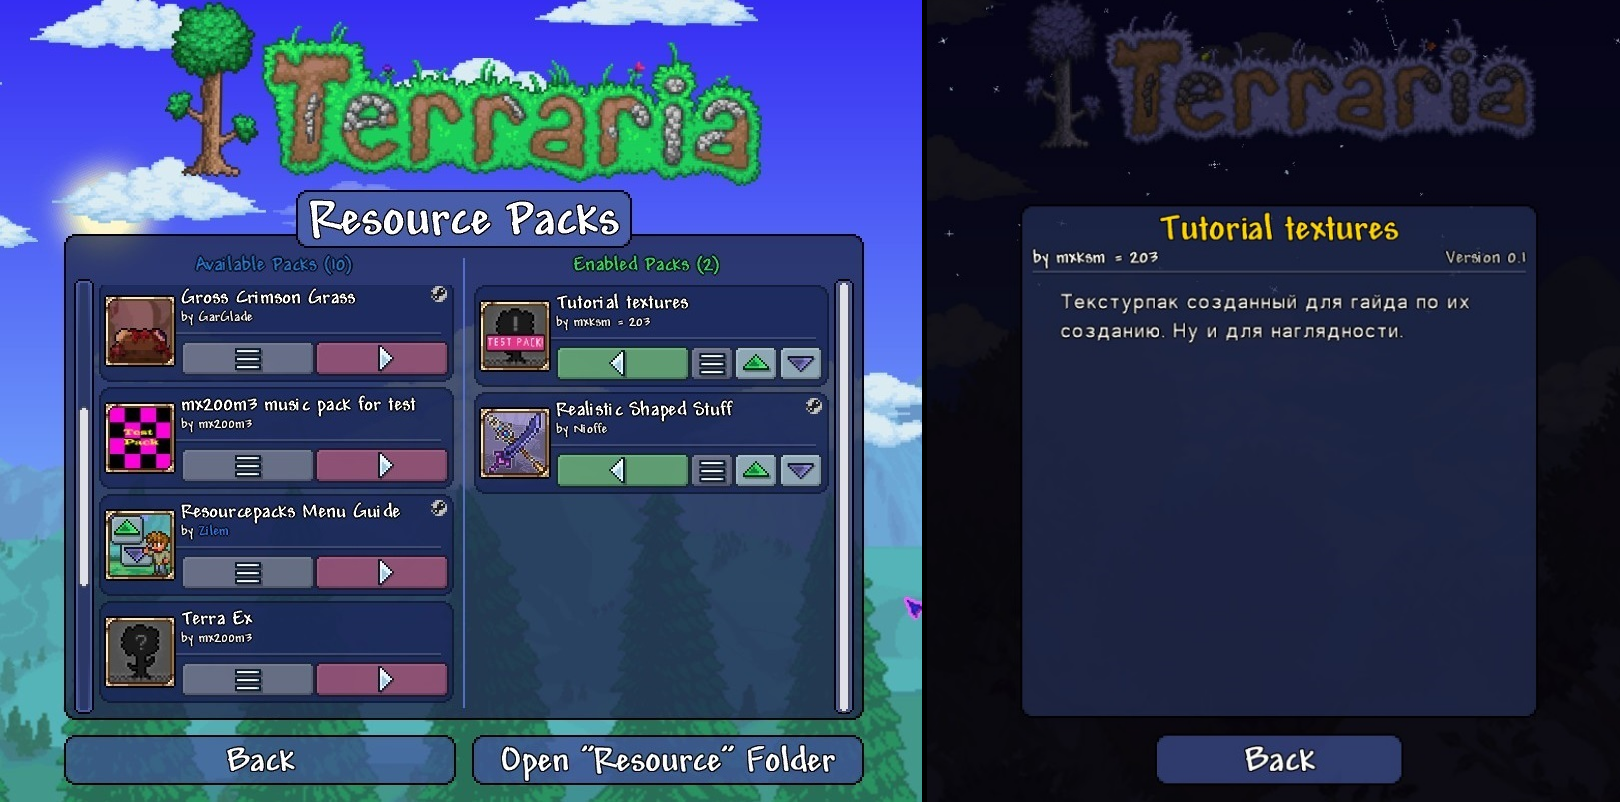 Terraria
Resource Packs
Available Packs (10)
Gross Crimson Grass
by GarGlade
mx200m3 music pack for test
by mx200m3
Test
Pack
Resourcepacks Menu Guide
by Zilem
Terra Ex
by mx200m3
?
Enabled Packs (2)
Tutorial textures
by mxksm = 203
!
TEST PACK
Realistic Shaped Stuff
by Nioffe
Back
Open "Resource" Folder
Terraria
Tutorial textures
by mxksm = 203
Version 0.1
Текстурпак созданный для гайда по их
созданию. Ну и для наглядности.
Back